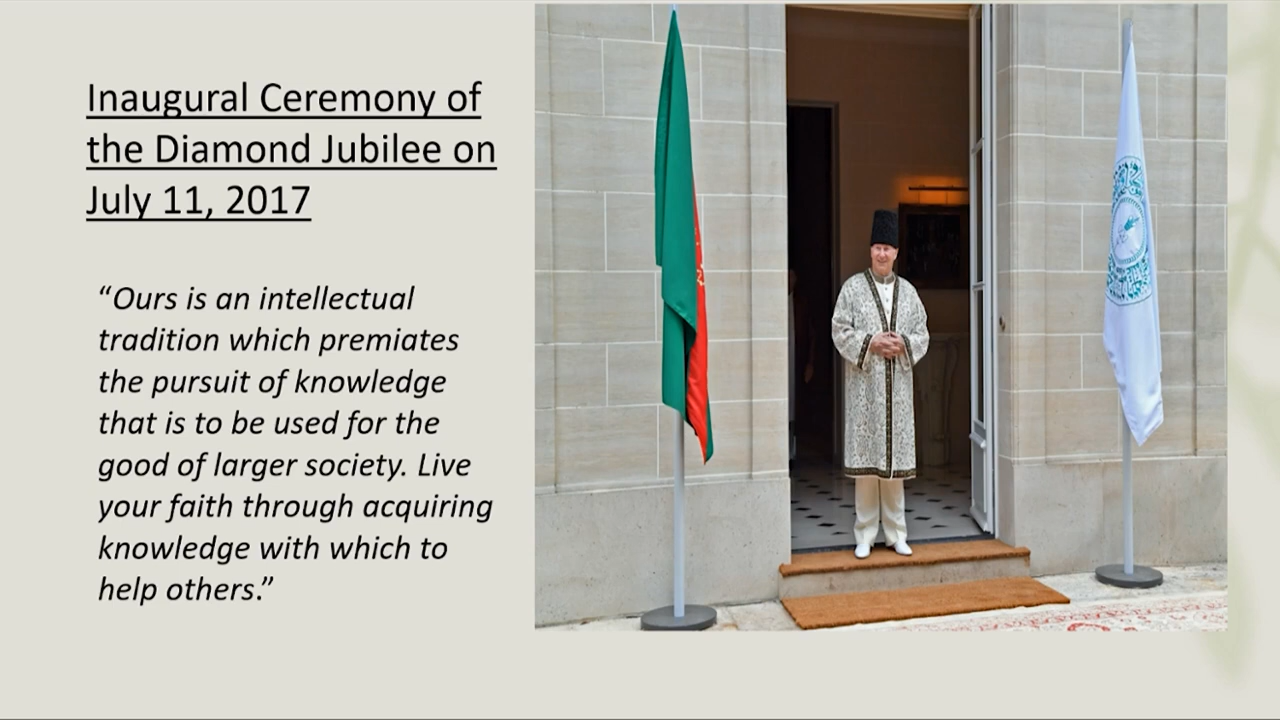 Inaugural Ceremony of
the Diamond Jubilee on
July 11, 2017
“Ours is an intellectual
tradition which premiates
the pursuit of knowledge
that is to be used for the
good of larger society. Live
your faith through acquiring
knowledge with which to
help others.”